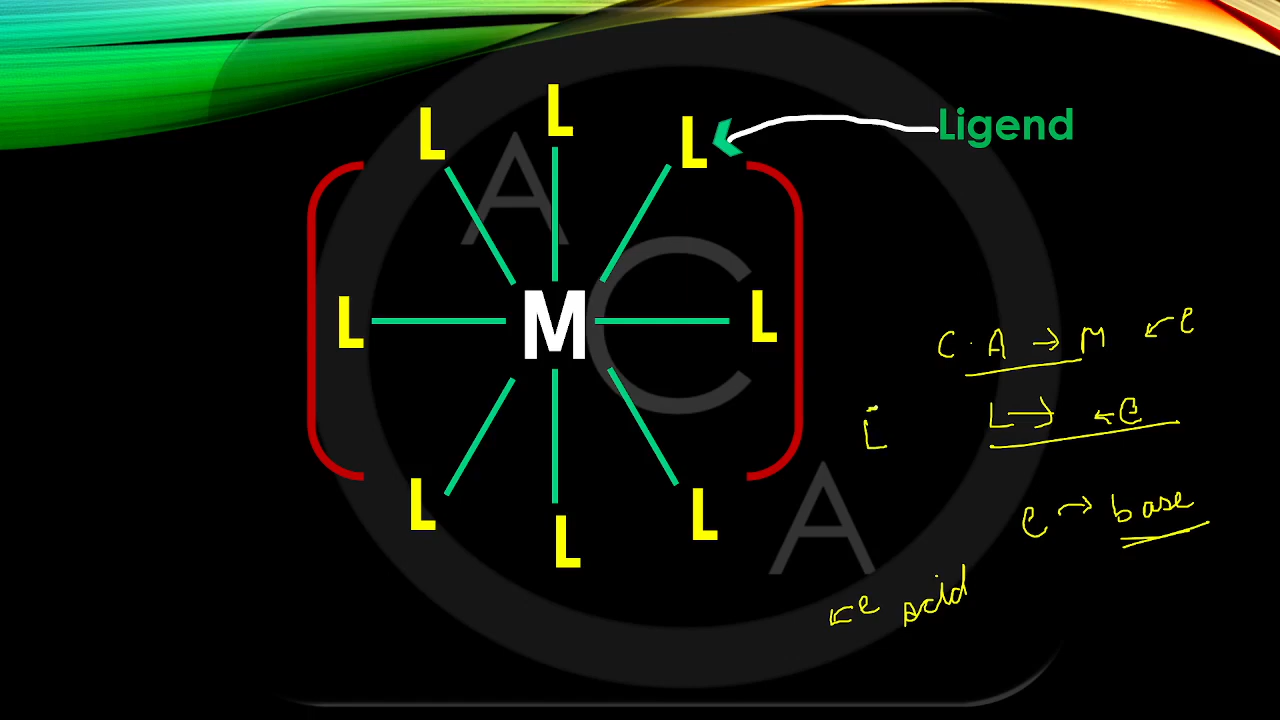 L L L
Ligend
L M L
L L L
C·A → M ← e
L̈ L → ← e
e → base
← e acid
A C A